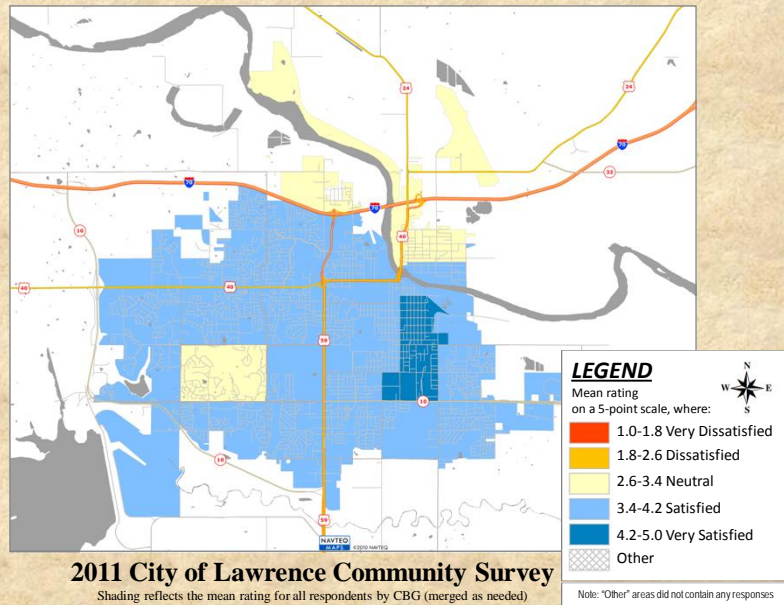 24
24
70
32
70
70
10
40
40
40
59
10
10
59
NAVTEQ
MAPS ©2010 NAVTEQ
LEGEND
N
W E
S
Mean rating
on a 5-point scale, where:
1.0-1.8 Very Dissatisfied
1.8-2.6 Dissatisfied
2.6-3.4 Neutral
3.4-4.2 Satisfied
4.2-5.0 Very Satisfied
Other
2011 City of Lawrence Community Survey
Shading reflects the mean rating for all respondents by CBG (merged as needed)
Note: "Other" areas did not contain any responses